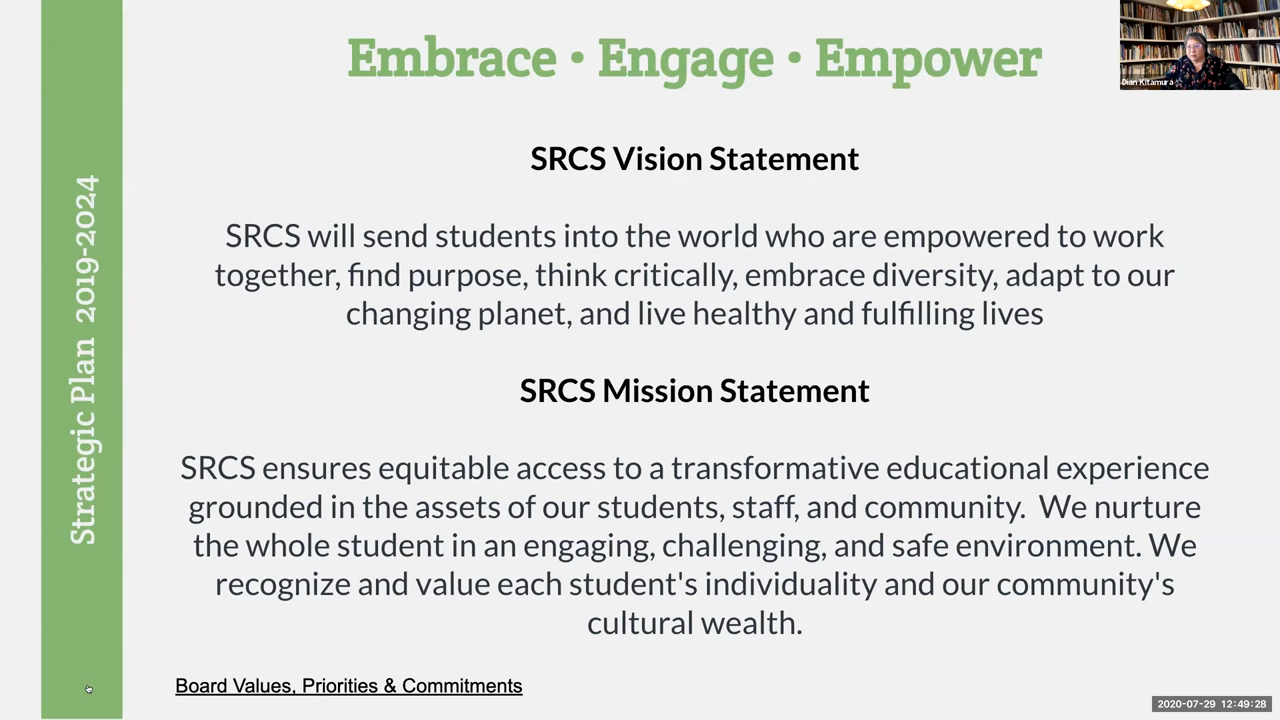 Embrace • Engage • Empower
Dian Kitamura
SRCS Vision Statement
SRCS will send students into the world who are empowered to work
together, find purpose, think critically, embrace diversity, adapt to our
changing planet, and live healthy and fulfilling lives
SRCS Mission Statement
SRCS ensures equitable access to a transformative educational experience
grounded in the assets of our students, staff, and community.  We nurture
the whole student in an engaging, challenging, and safe environment. We
recognize and value each student's individuality and our community's
cultural wealth.
Strategic Plan 2019-2024
Board Values, Priorities & Commitments
2020-07-29 12:49:28